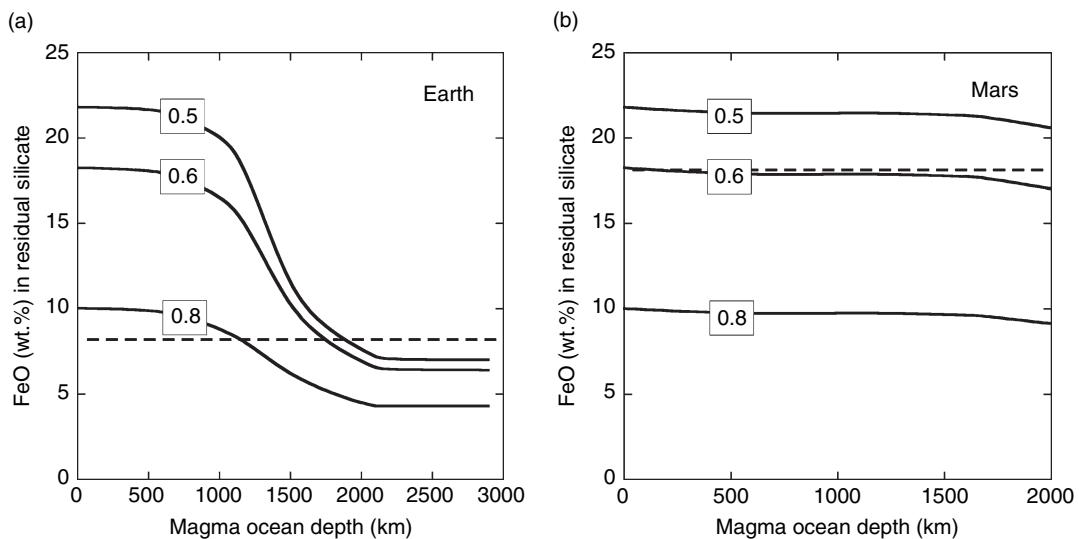 (a)
25
20
15
10
5
0
FeO (wt.%) in residual silicate
Earth
0.5
0.6
0.8
0 500 1000 1500 2000 2500 3000
Magma ocean depth (km)
(b)
25
20
15
10
5
0
FeO (wt.%) in residual silicate
Mars
0.5
0.6
0.8
0 500 1000 1500 2000
Magma ocean depth (km)